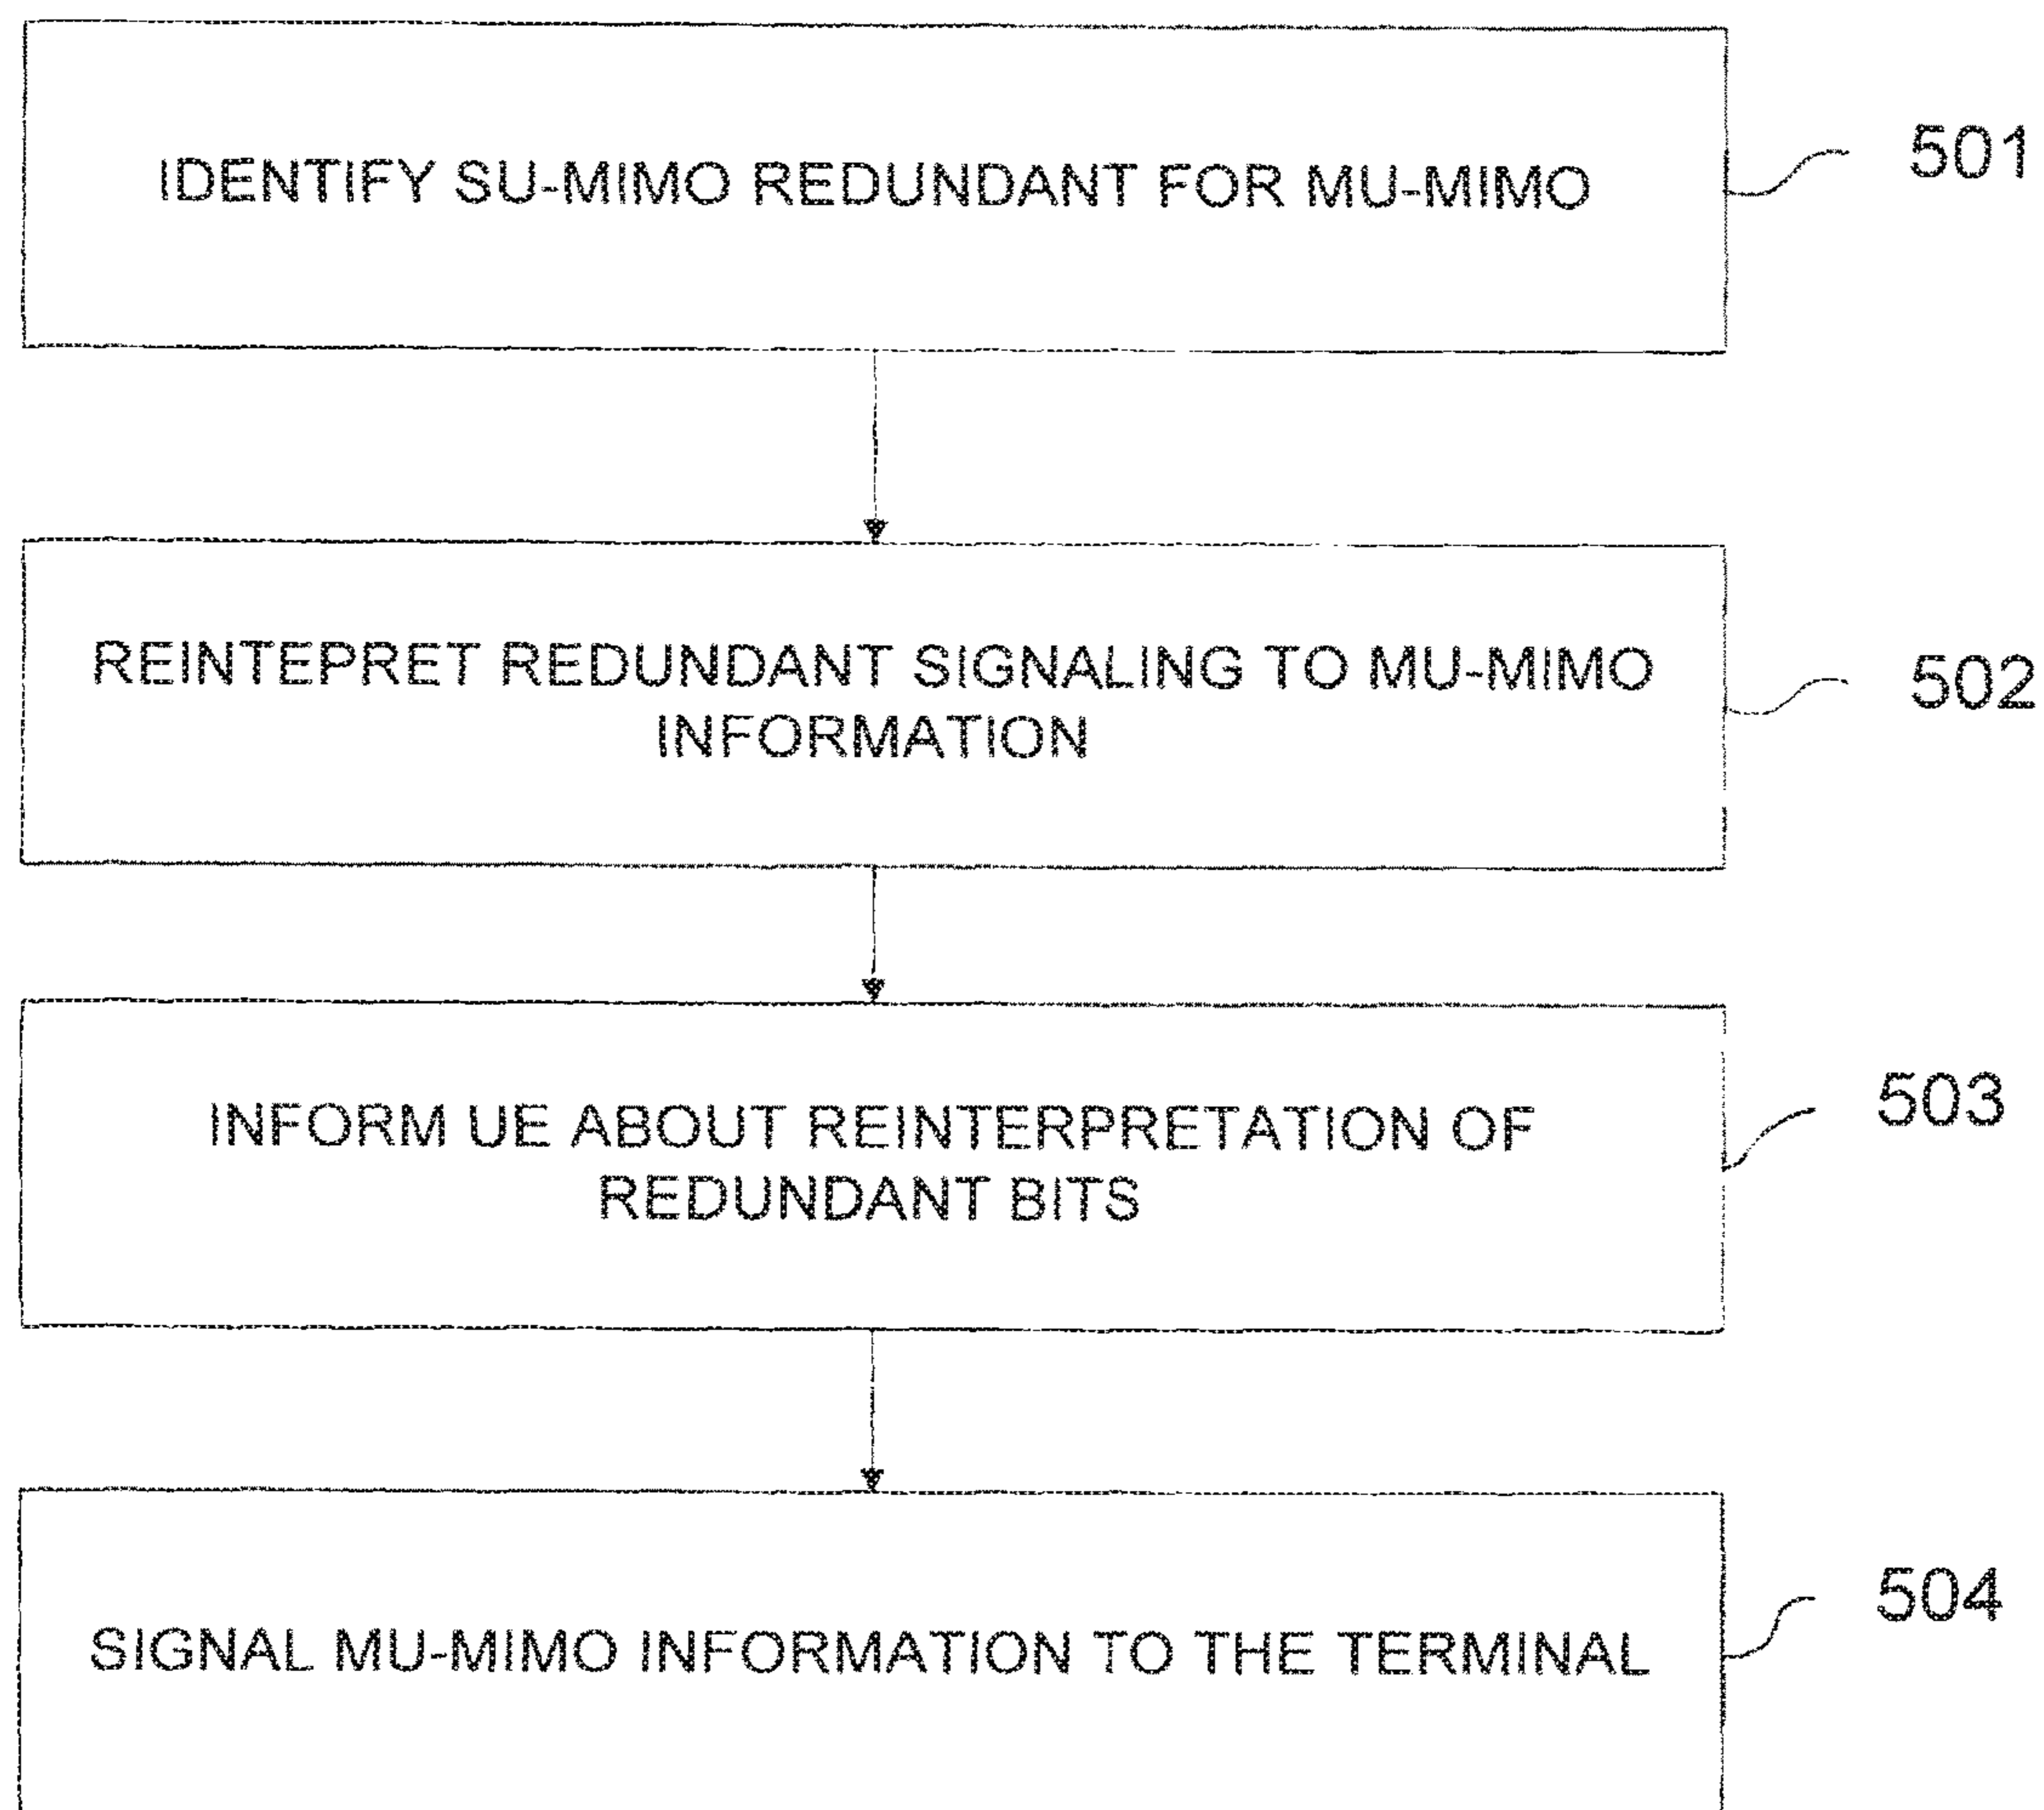 IDENTIFY SU-MIMO REDUNDANT FOR MU-MIMO
501
REINTEPRET REDUNDANT SIGNALING TO MU-MIMO
INFORMATION
502
INFORM UE ABOUT REINTERPRETATION OF
REDUNDANT BITS
503
SIGNAL MU-MIMO INFORMATION TO THE TERMINAL
504